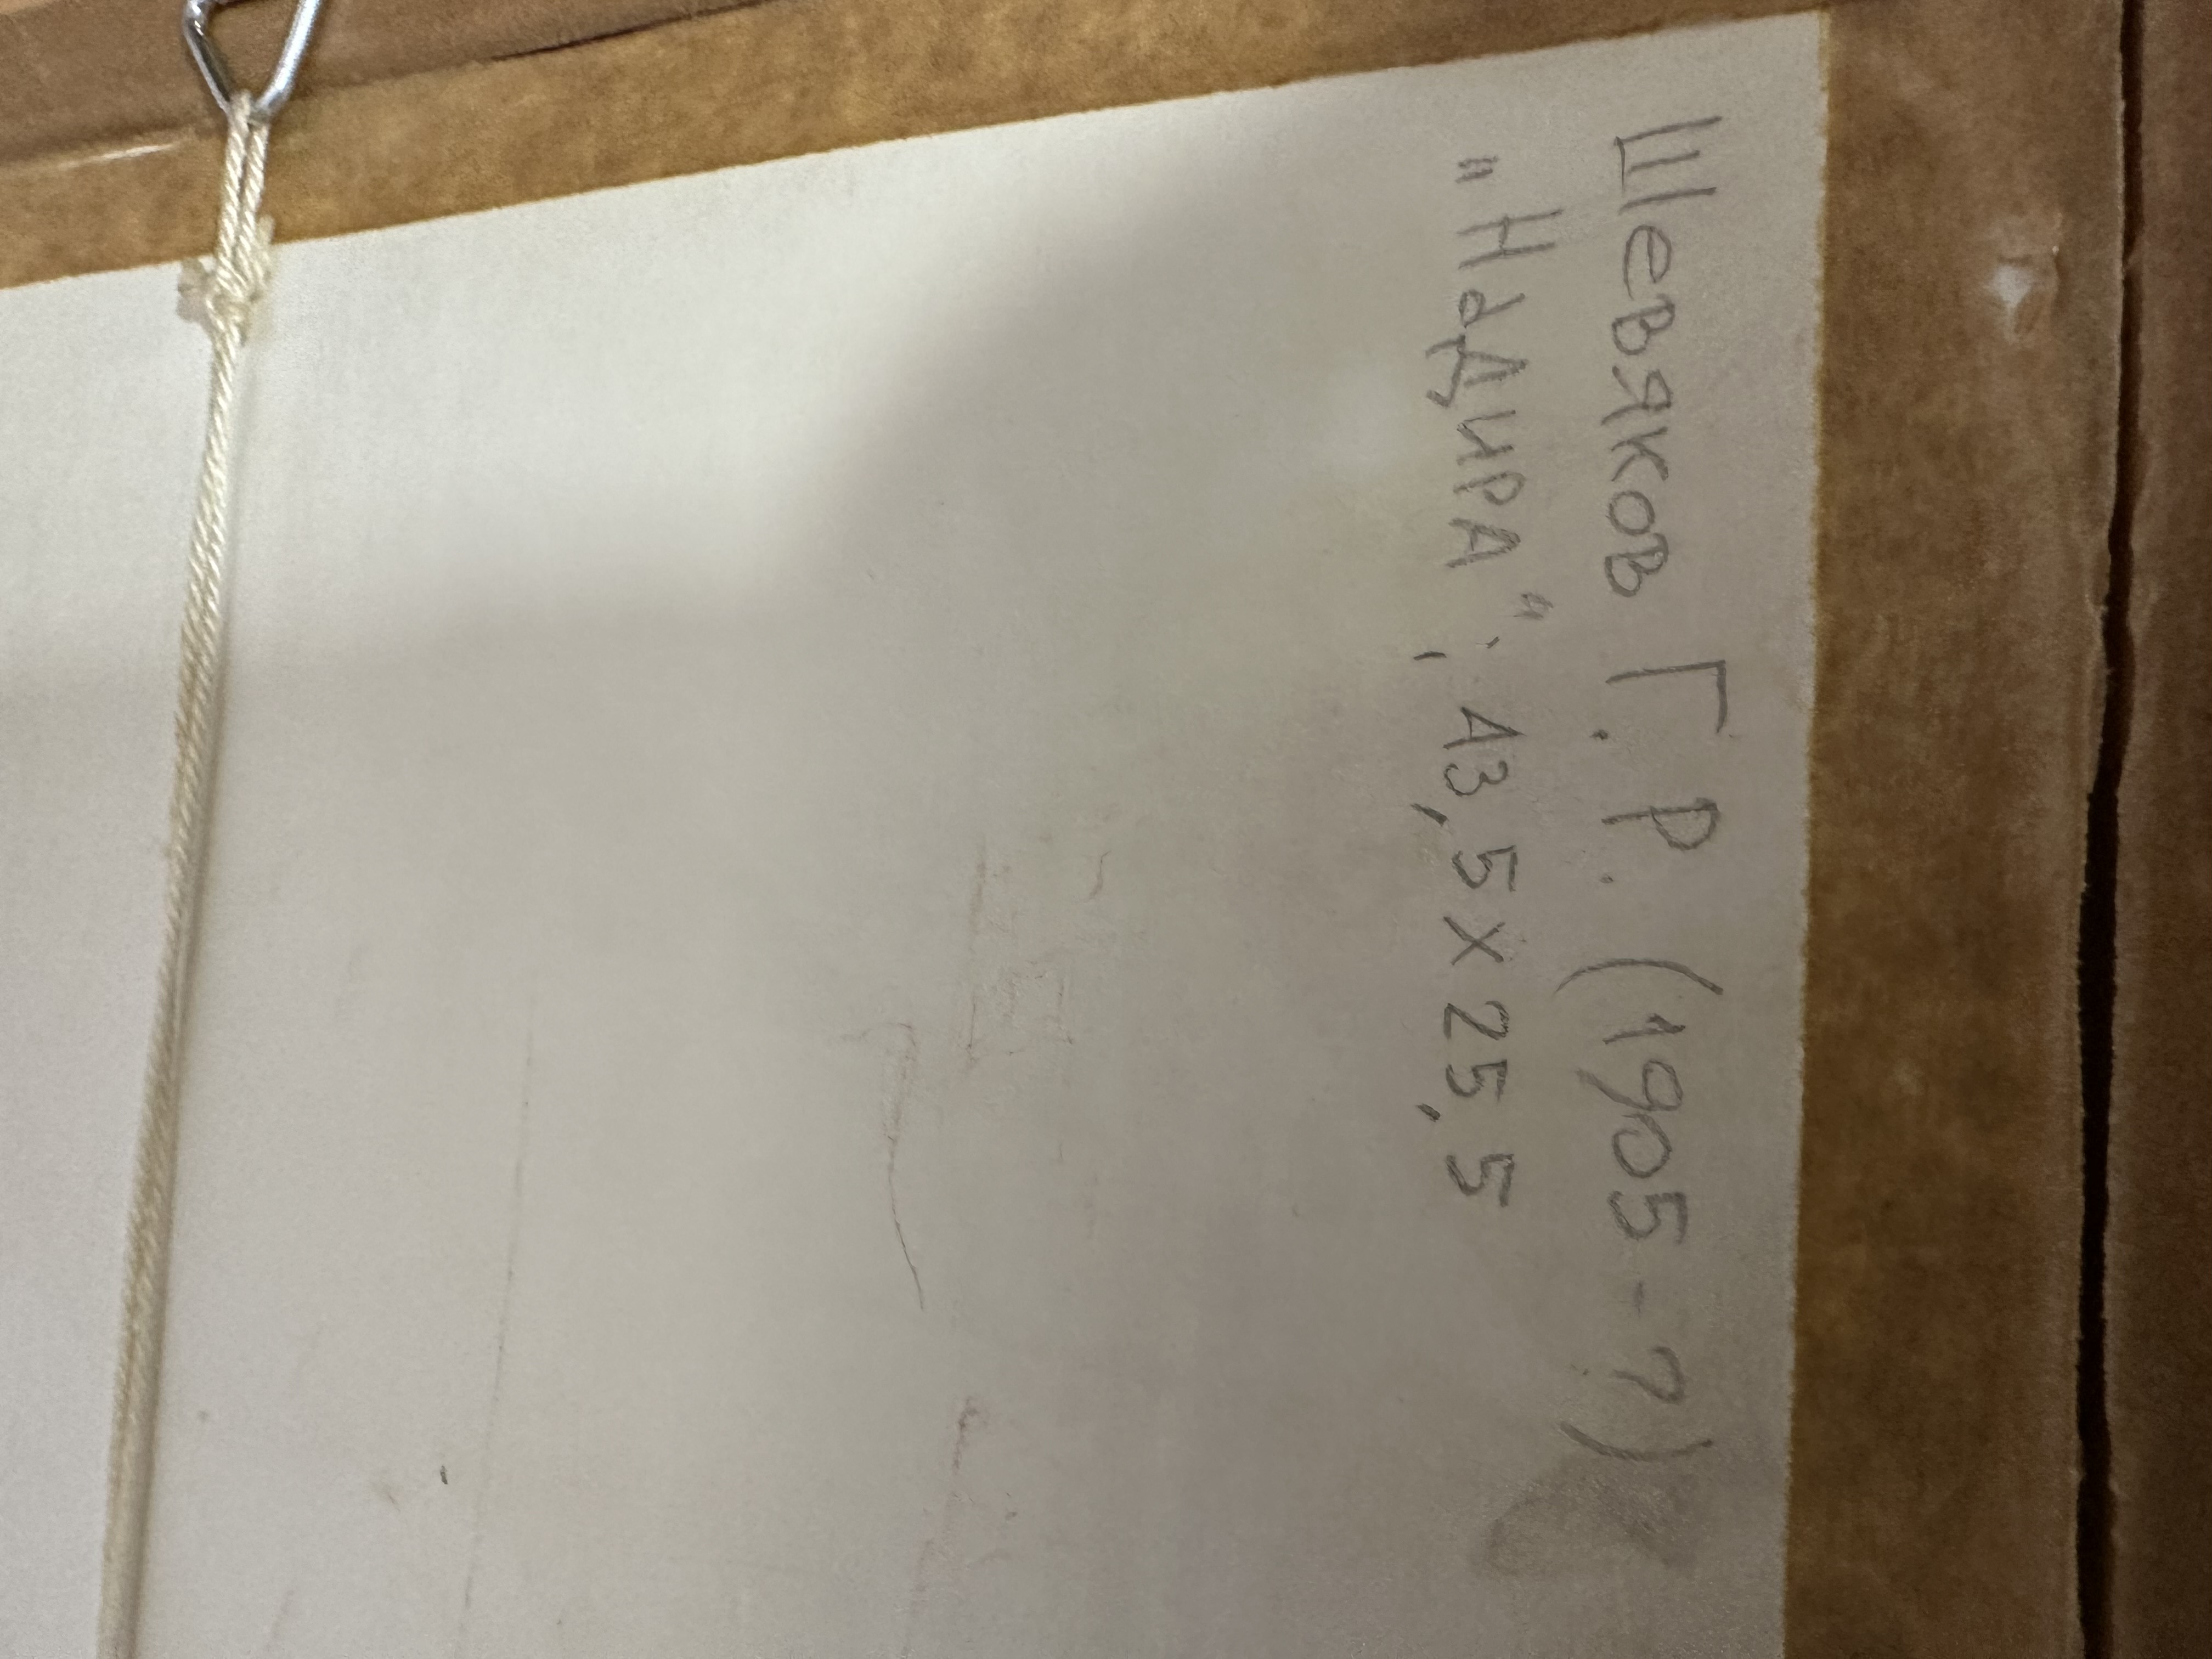 Шевяков Г. Р. (1905-?)
"Надира"; 43,5 x 25,5